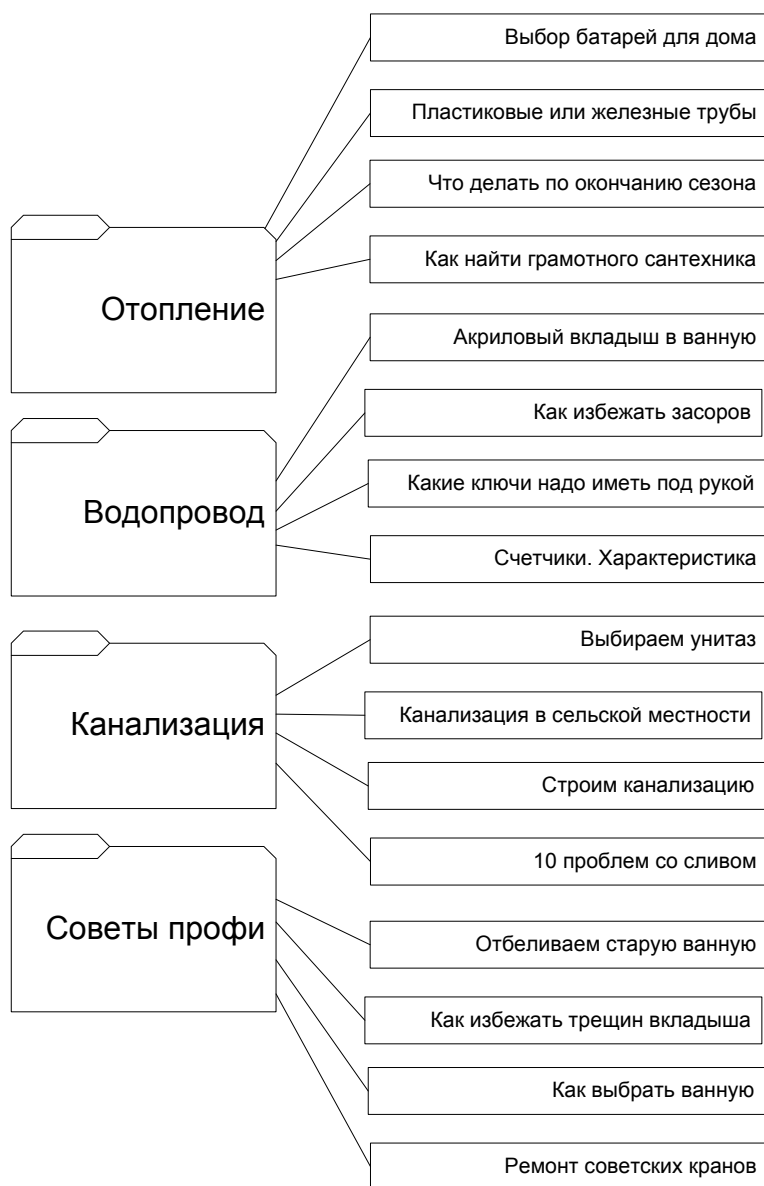 Отопление
Выбор батарей для дома
Пластиковые или железные трубы
Что делать по окончанию сезона
Как найти грамотного сантехника
Водопровод
Акриловый вкладыш в ванную
Как избежать засоров
Какие ключи надо иметь под рукой
Счетчики. Характеристика
Канализация
Выбираем унитаз
Канализация в сельской местности
Строим канализацию
10 проблем со сливом
Советы профи
Отбеливаем старую ванную
Как избежать трещин вкладыша
Как выбрать ванную
Ремонт советских кранов